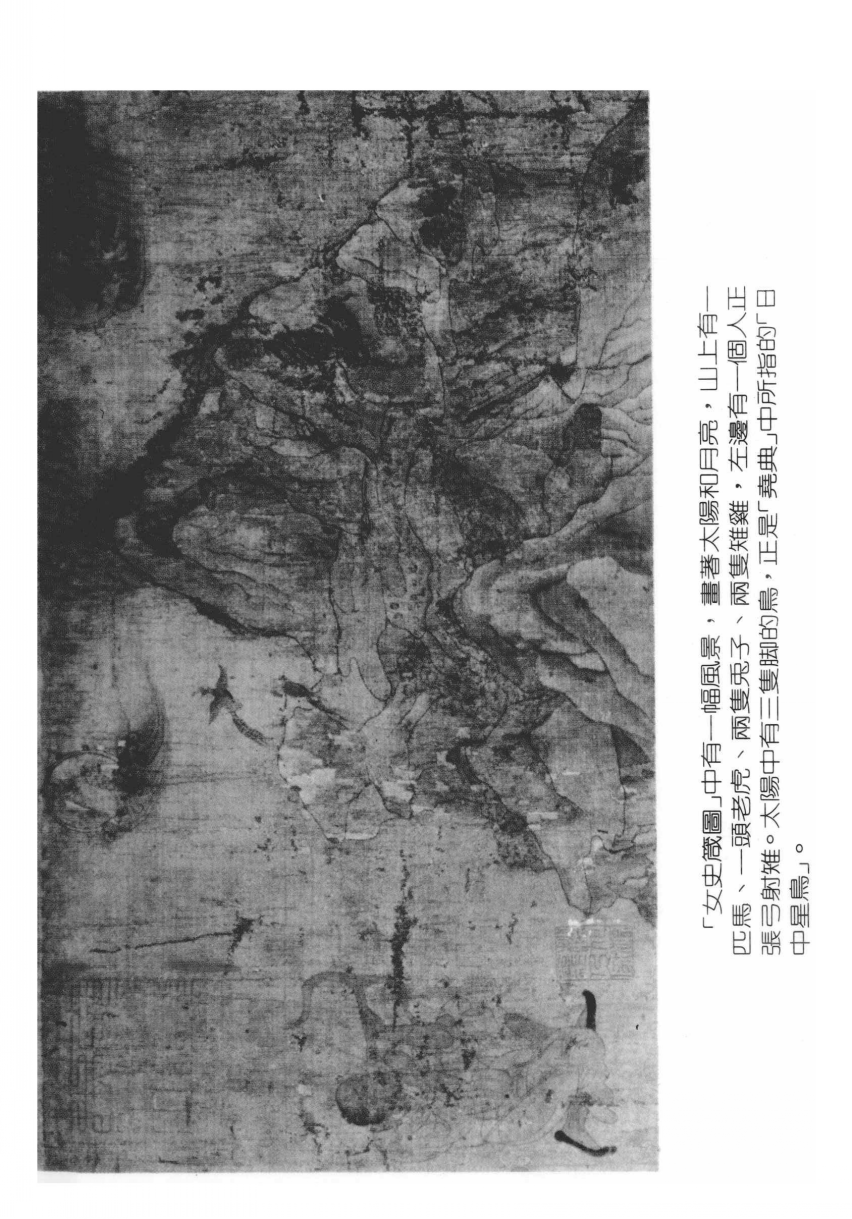 「女史箴圖」中有一幅風景，畫著太陽和月亮，山上有一
匹馬、一頭老虎、兩隻兎子、兩隻雉雞，左邊有一個人正
張弓射雉。太陽中有三隻脚的鳥，正是「堯典」中所指的「日
中星鳥」。